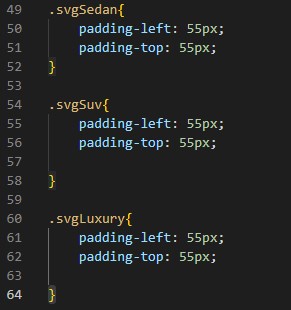 49 .svgSedan{
50     padding-left: 55px;
51     padding-top: 55px;
52 }
53
54 .svgSuv{
55     padding-left: 55px;
56     padding-top: 55px;
57
58 }
59
60 .svgLuxury{
61     padding-left: 55px;
62     padding-top: 55px;
63
64 }